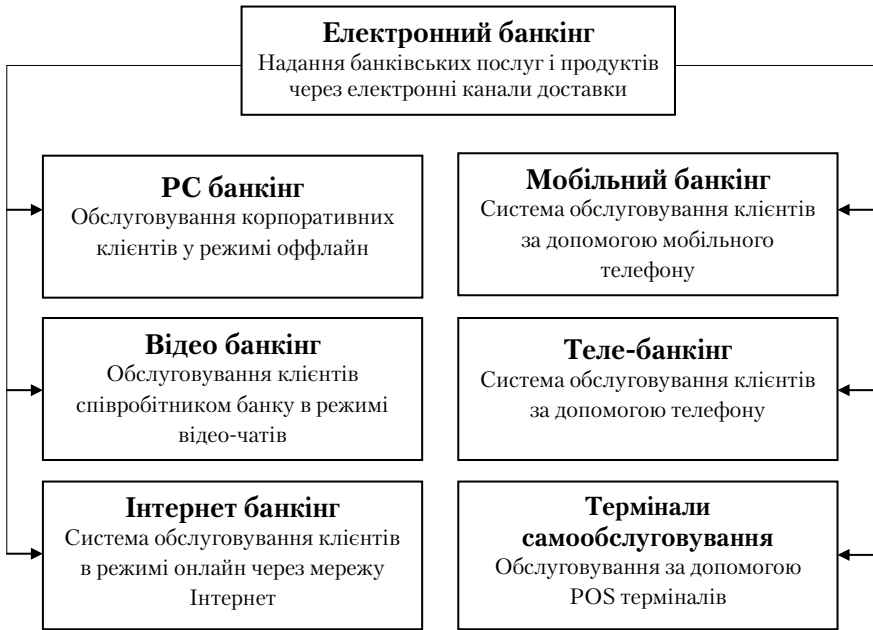 Електронний банкінг
Надання банківських послуг і продуктів
через електронні канали доставки
PC банкінг
Обслуговування корпоративних
клієнтів у режимі оффлайн
Мобільний банкінг
Система обслуговування клієнтів
за допомогою мобільного
телефону
Відео банкінг
Обслуговування клієнтів
співробітником банку в режимі
відео-чатів
Теле-банкінг
Система обслуговування клієнтів
за допомогою телефону
Інтернет банкінг
Система обслуговування клієнтів
в режимі онлайн через мережу
Інтернет
Термінали
самообслуговування
Обслуговування за допомогою
POS терміналів